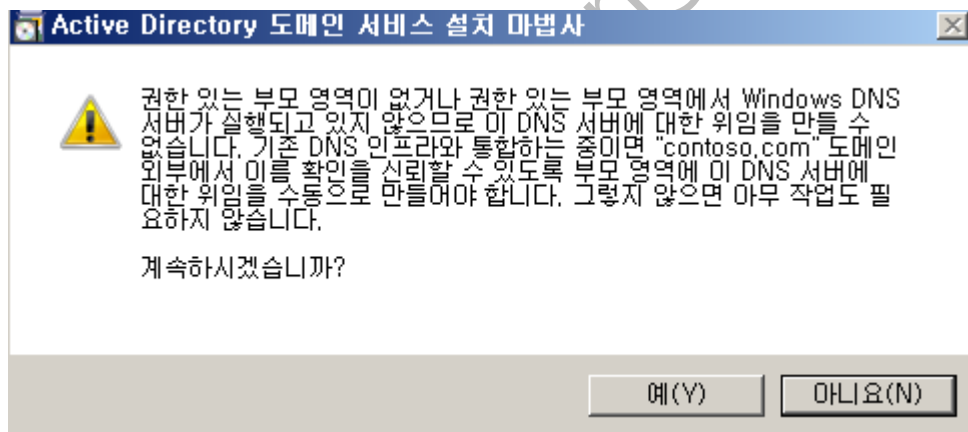 Active Directory 도메인 서비스 설치 마법사
권한 있는 부모 영역이 없거나 권한 있는 부모 영역에서 Windows DNS
서버가 실행되고 있지 않으므로 이 DNS 서버에 대한 위임을 만들 수
없습니다. 기존 DNS 인프라와 통합하는 중이면 "contoso.com" 도메인
외부에서 이름 확인을 신뢰할 수 있도록 부모 영역에 이 DNS 서버에
대한 위임을 수동으로 만들어야 합니다. 그렇지 않으면 아무 작업도 필
요하지 않습니다.
계속하시겠습니까?
예(Y)
아니요(N)